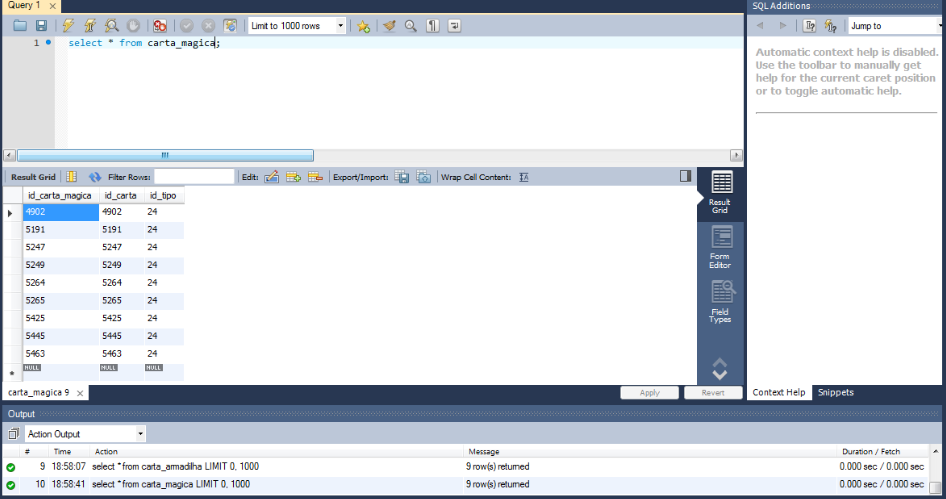 Query 1 ×
SQL Additions
Limit to 1000 rows
Jump to
1 select * from carta_magica;
Automatic context help is disabled.
Use the toolbar to manually get
help for the current caret position
or to toggle automatic help.
Result Grid Filter Rows: Edit: Export/Import: Wrap Cell Content:
id_carta_magica id_carta id_tipo
4902 4902 24
5191 5191 24
5247 5247 24
5249 5249 24
5264 5264 24
5265 5265 24
5425 5425 24
5445 5445 24
5463 5463 24
* NULL NULL NULL
Result
Grid
Form
Editor
Field
Types
carta_magica 9 ×
Apply Revert
Context Help Snippets
Output
Action Output
# Time Action Message Duration / Fetch
9 18:58:07 select * from carta_armadilha LIMIT 0, 1000 9 row(s) returned 0.000 sec / 0.000 sec
10 18:58:41 select * from carta_magica LIMIT 0, 1000 9 row(s) returned 0.000 sec / 0.000 sec